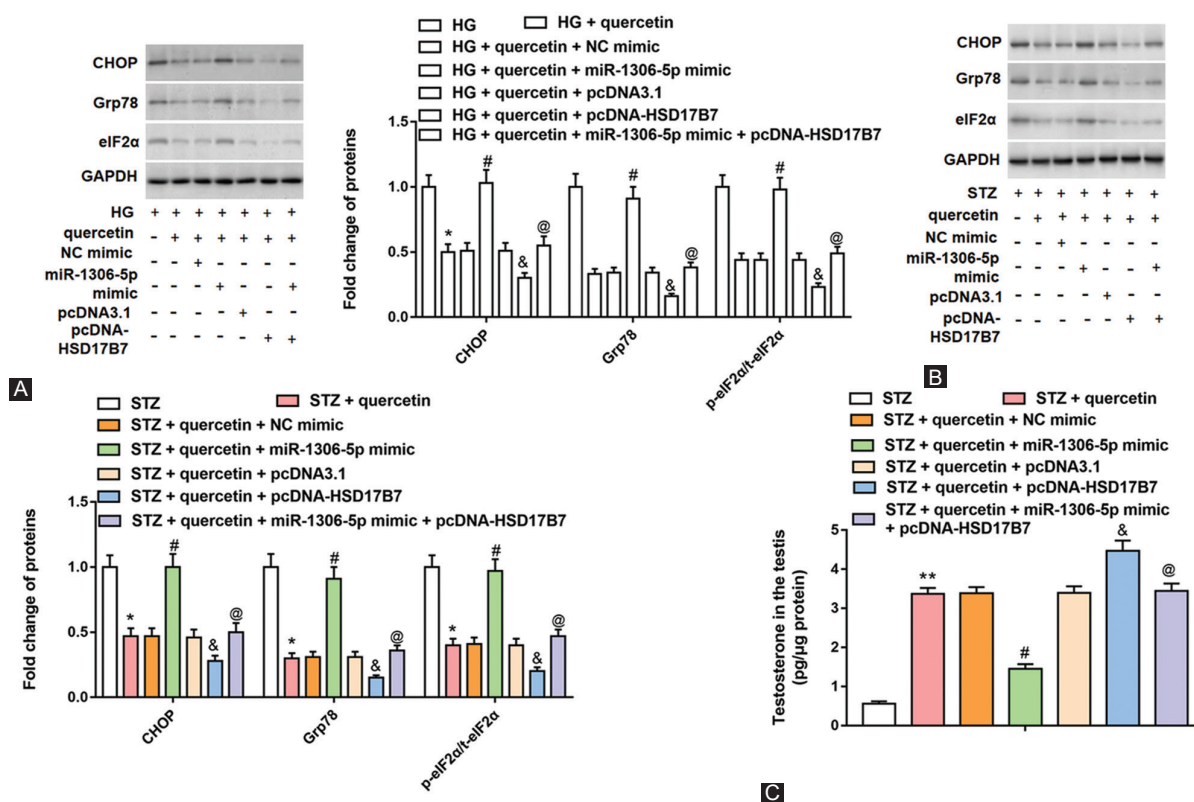 CHOP
Grp78
eIF2α
GAPDH
HG + + + + + + +
quercetin - + + + + + +
NC mimic - - + - - - -
miR-1306-5p mimic - - - + - - +
pcDNA3.1 - - - - + - -
pcDNA-HSD17B7 - - - - - + +
A
HG
HG + quercetin
HG + quercetin + NC mimic
HG + quercetin + miR-1306-5p mimic
HG + quercetin + pcDNA3.1
HG + quercetin + pcDNA-HSD17B7
HG + quercetin + miR-1306-5p mimic + pcDNA-HSD17B7
Fold change of proteins
1.5
1.0
0.5
0.0
* # & @
# & @
# & @
CHOP
Grp78
p-eIF2α/t-eIF2α
CHOP
Grp78
eIF2α
GAPDH
STZ + + + + + + +
quercetin - + + + + + +
NC mimic - - + - - - -
miR-1306-5p mimic - - - + - - +
pcDNA3.1 - - - - + - -
pcDNA-HSD17B7 - - - - - + +
B
STZ
STZ + quercetin
STZ + quercetin + NC mimic
STZ + quercetin + miR-1306-5p mimic
STZ + quercetin + pcDNA3.1
STZ + quercetin + pcDNA-HSD17B7
STZ + quercetin + miR-1306-5p mimic + pcDNA-HSD17B7
Fold change of proteins
1.5
1.0
0.5
0.0
* # & @
* # & @
* # & @
CHOP
Grp78
p-eIF2α/t-eIF2α
STZ
STZ + quercetin
STZ + quercetin + NC mimic
STZ + quercetin + miR-1306-5p mimic
STZ + quercetin + pcDNA3.1
STZ + quercetin + pcDNA-HSD17B7
STZ + quercetin + miR-1306-5p mimic
+ pcDNA-HSD17B7
Testosterone in the testis
(pg/μg protein)
5
4
3
2
1
0
** # & @
C